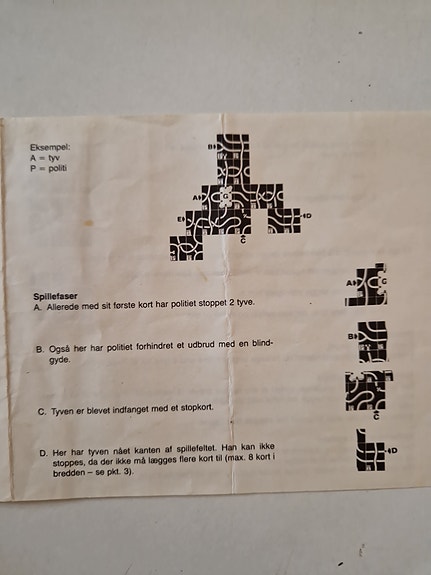 Eksempel:
A = tyv
P = politi
B
A
G
E
D
C
Spillefaser
A. Allerede med sit første kort har politiet stoppet 2 tyve.
A
G
B. Også her har politiet forhindret et udbrud med en blind-
gyde.
B
C. Tyven er blevet indfanget med et stopkort.
C
D. Her har tyven nået kanten af spillefeltet. Han kan ikke
stoppes, da der ikke må lægges flere kort til (max. 8 kort i
bredden – se pkt. 3).
D